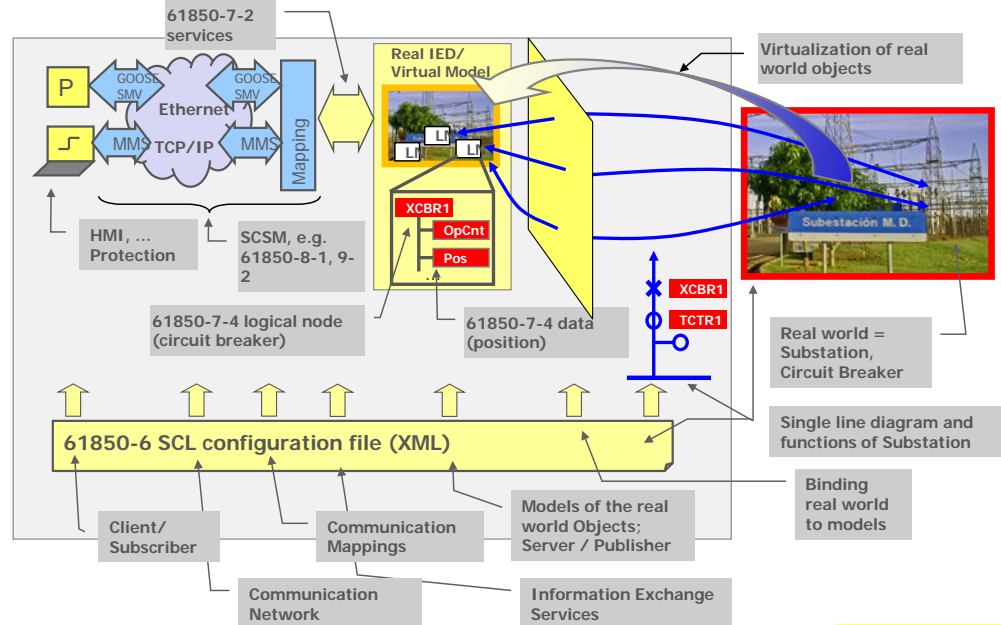 61850-7-2
services
Real IED/
Virtual Model
Virtualization of real
world objects
P
GOOSE
SMV
Ethernet
GOOSE
SMV
MMS
TCP/IP
MMS
Mapping
LN
LN
LN
Subestación M. D.
HMI, ...
Protection
SCSM, e.g.
61850-8-1, 9-
2
XCBR1
OpCnt
Pos
...
XCBR1
TCTR1
61850-7-4 logical node
(circuit breaker)
61850-7-4 data
(position)
Real world =
Substation,
Circuit Breaker
Single line diagram and
functions of Substation
61850-6 SCL configuration file (XML)
Binding
real world
to models
Client/
Subscriber
Communication
Mappings
Models of the real
world Objects;
Server / Publisher
Communication
Network
Information Exchange
Services